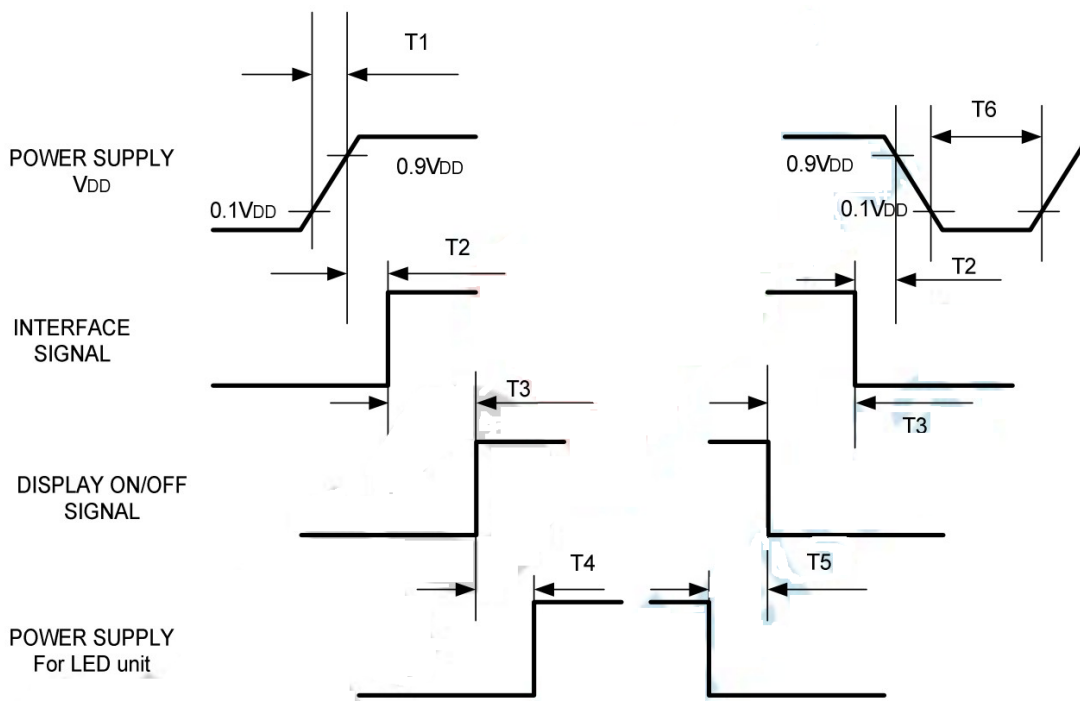 T1
T6
POWER SUPPLY
VDD
0.9VDD
0.9VDD
0.1VDD
0.1VDD
T2
T2
INTERFACE
SIGNAL
T3
T3
DISPLAY ON/OFF
SIGNAL
T4
T5
POWER SUPPLY
For LED unit